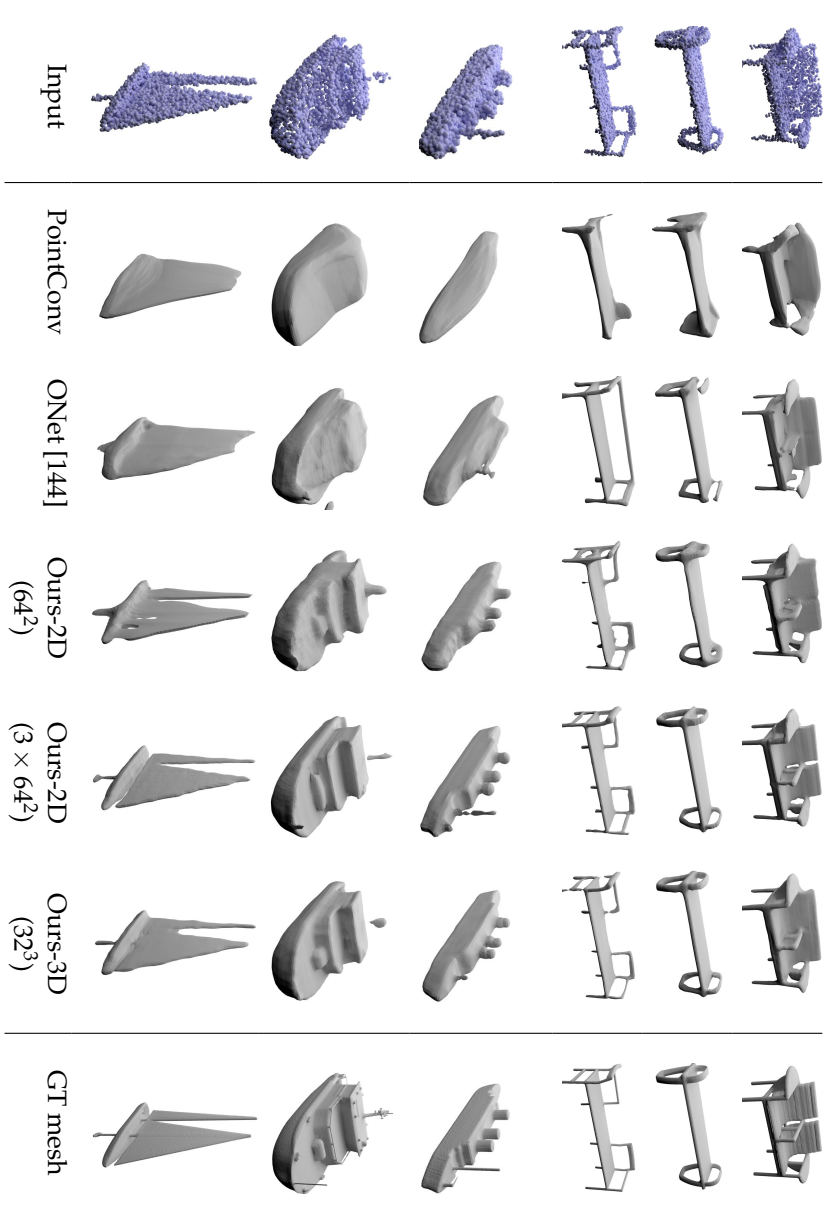 Input
PointConv
ONet [144]
Ours-2D
(64²)
Ours-2D
(3 × 64²)
Ours-3D
(32³)
GT mesh